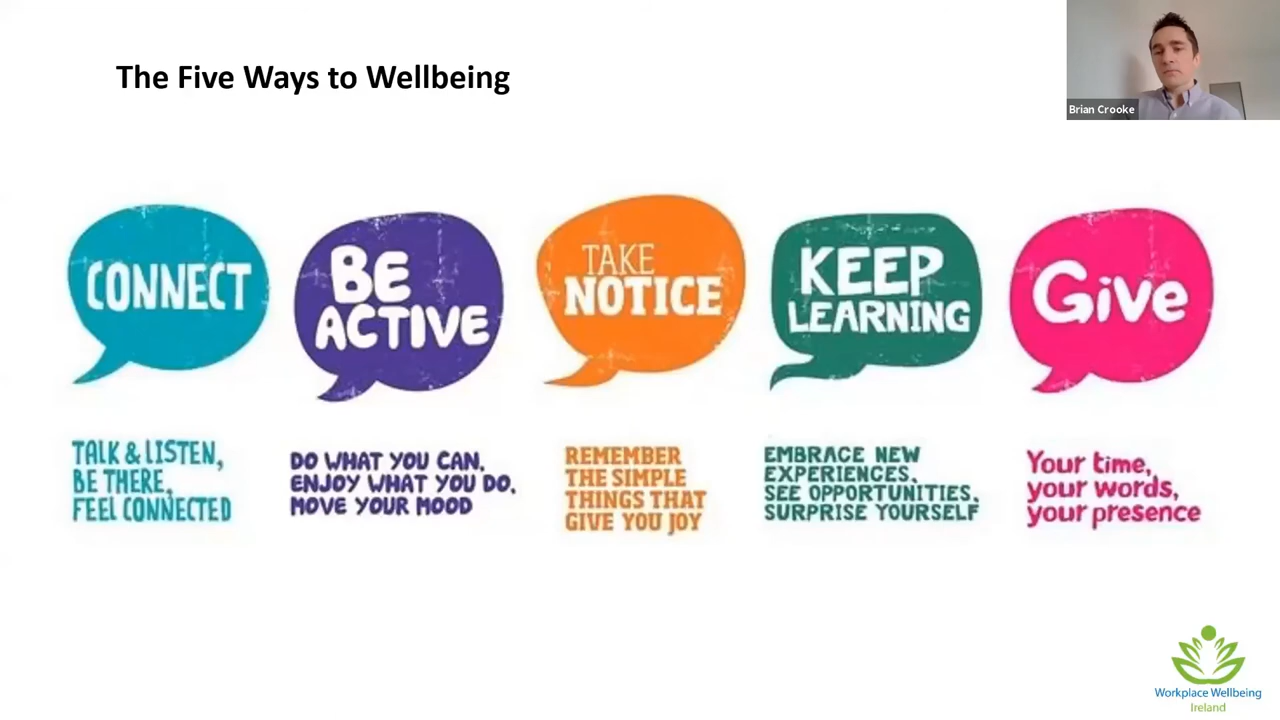 The Five Ways to Wellbeing
Brian Crooke
CONNECT
TALK & LISTEN,
BE THERE,
FEEL CONNECTED
BE
ACTIVE
DO WHAT YOU CAN,
ENJOY WHAT YOU DO,
MOVE YOUR MOOD
TAKE
NOTICE
REMEMBER
THE SIMPLE
THINGS THAT
GIVE YOU JOY
KEEP
LEARNING
EMBRACE NEW
EXPERIENCES,
SEE OPPORTUNITIES,
SURPRISE YOURSELF
Give
Your time,
your words,
your presence
Workplace Wellbeing
Ireland